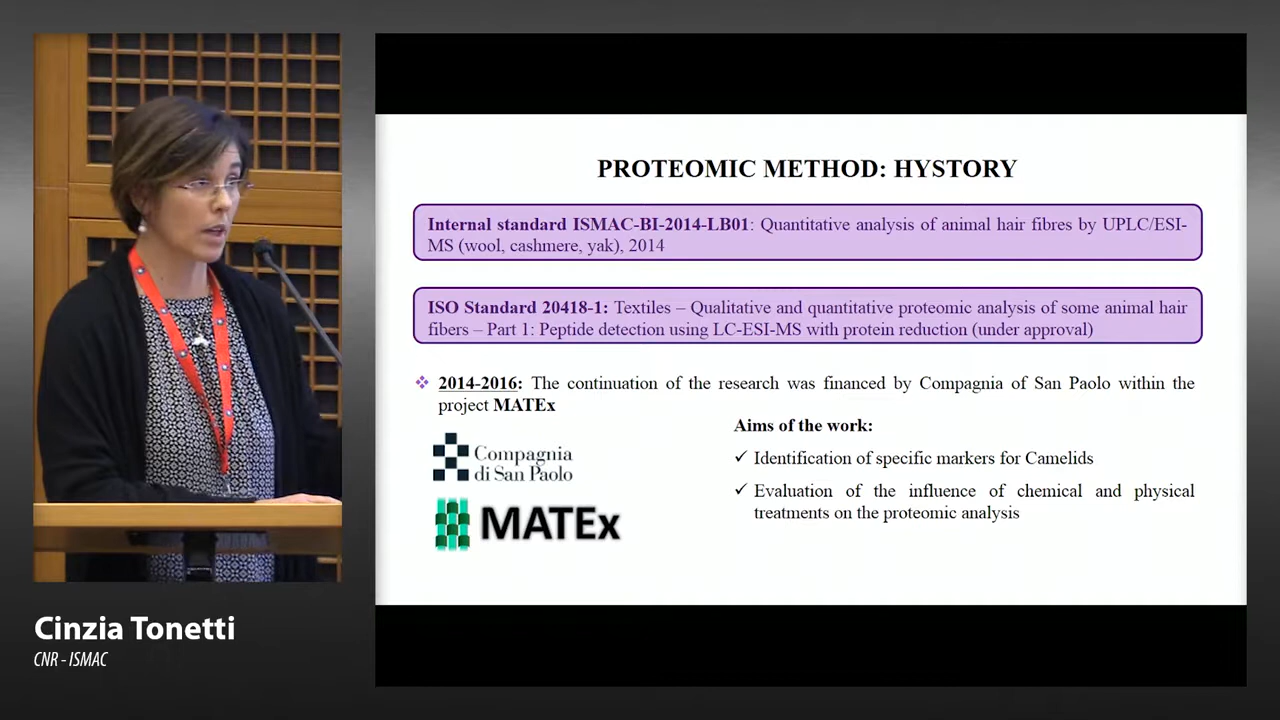 PROTEOMIC METHOD: HYSTORY
Internal standard ISMAC-BI-2014-LB01: Quantitative analysis of animal hair fibres by UPLC/ESI-
MS (wool, cashmere, yak), 2014
ISO Standard 20418-1: Textiles – Qualitative and quantitative proteomic analysis of some animal hair
fibers – Part 1: Peptide detection using LC-ESI-MS with protein reduction (under approval)
❖ 2014-2016: The continuation of the research was financed by Compagnia of San Paolo within the
project MATEx
Compagnia
di San Paolo
MATEx
Aims of the work:
✓ Identification of specific markers for Camelids
✓ Evaluation of the influence of chemical and physical
treatments on the proteomic analysis
Cinzia Tonetti
CNR - ISMAC